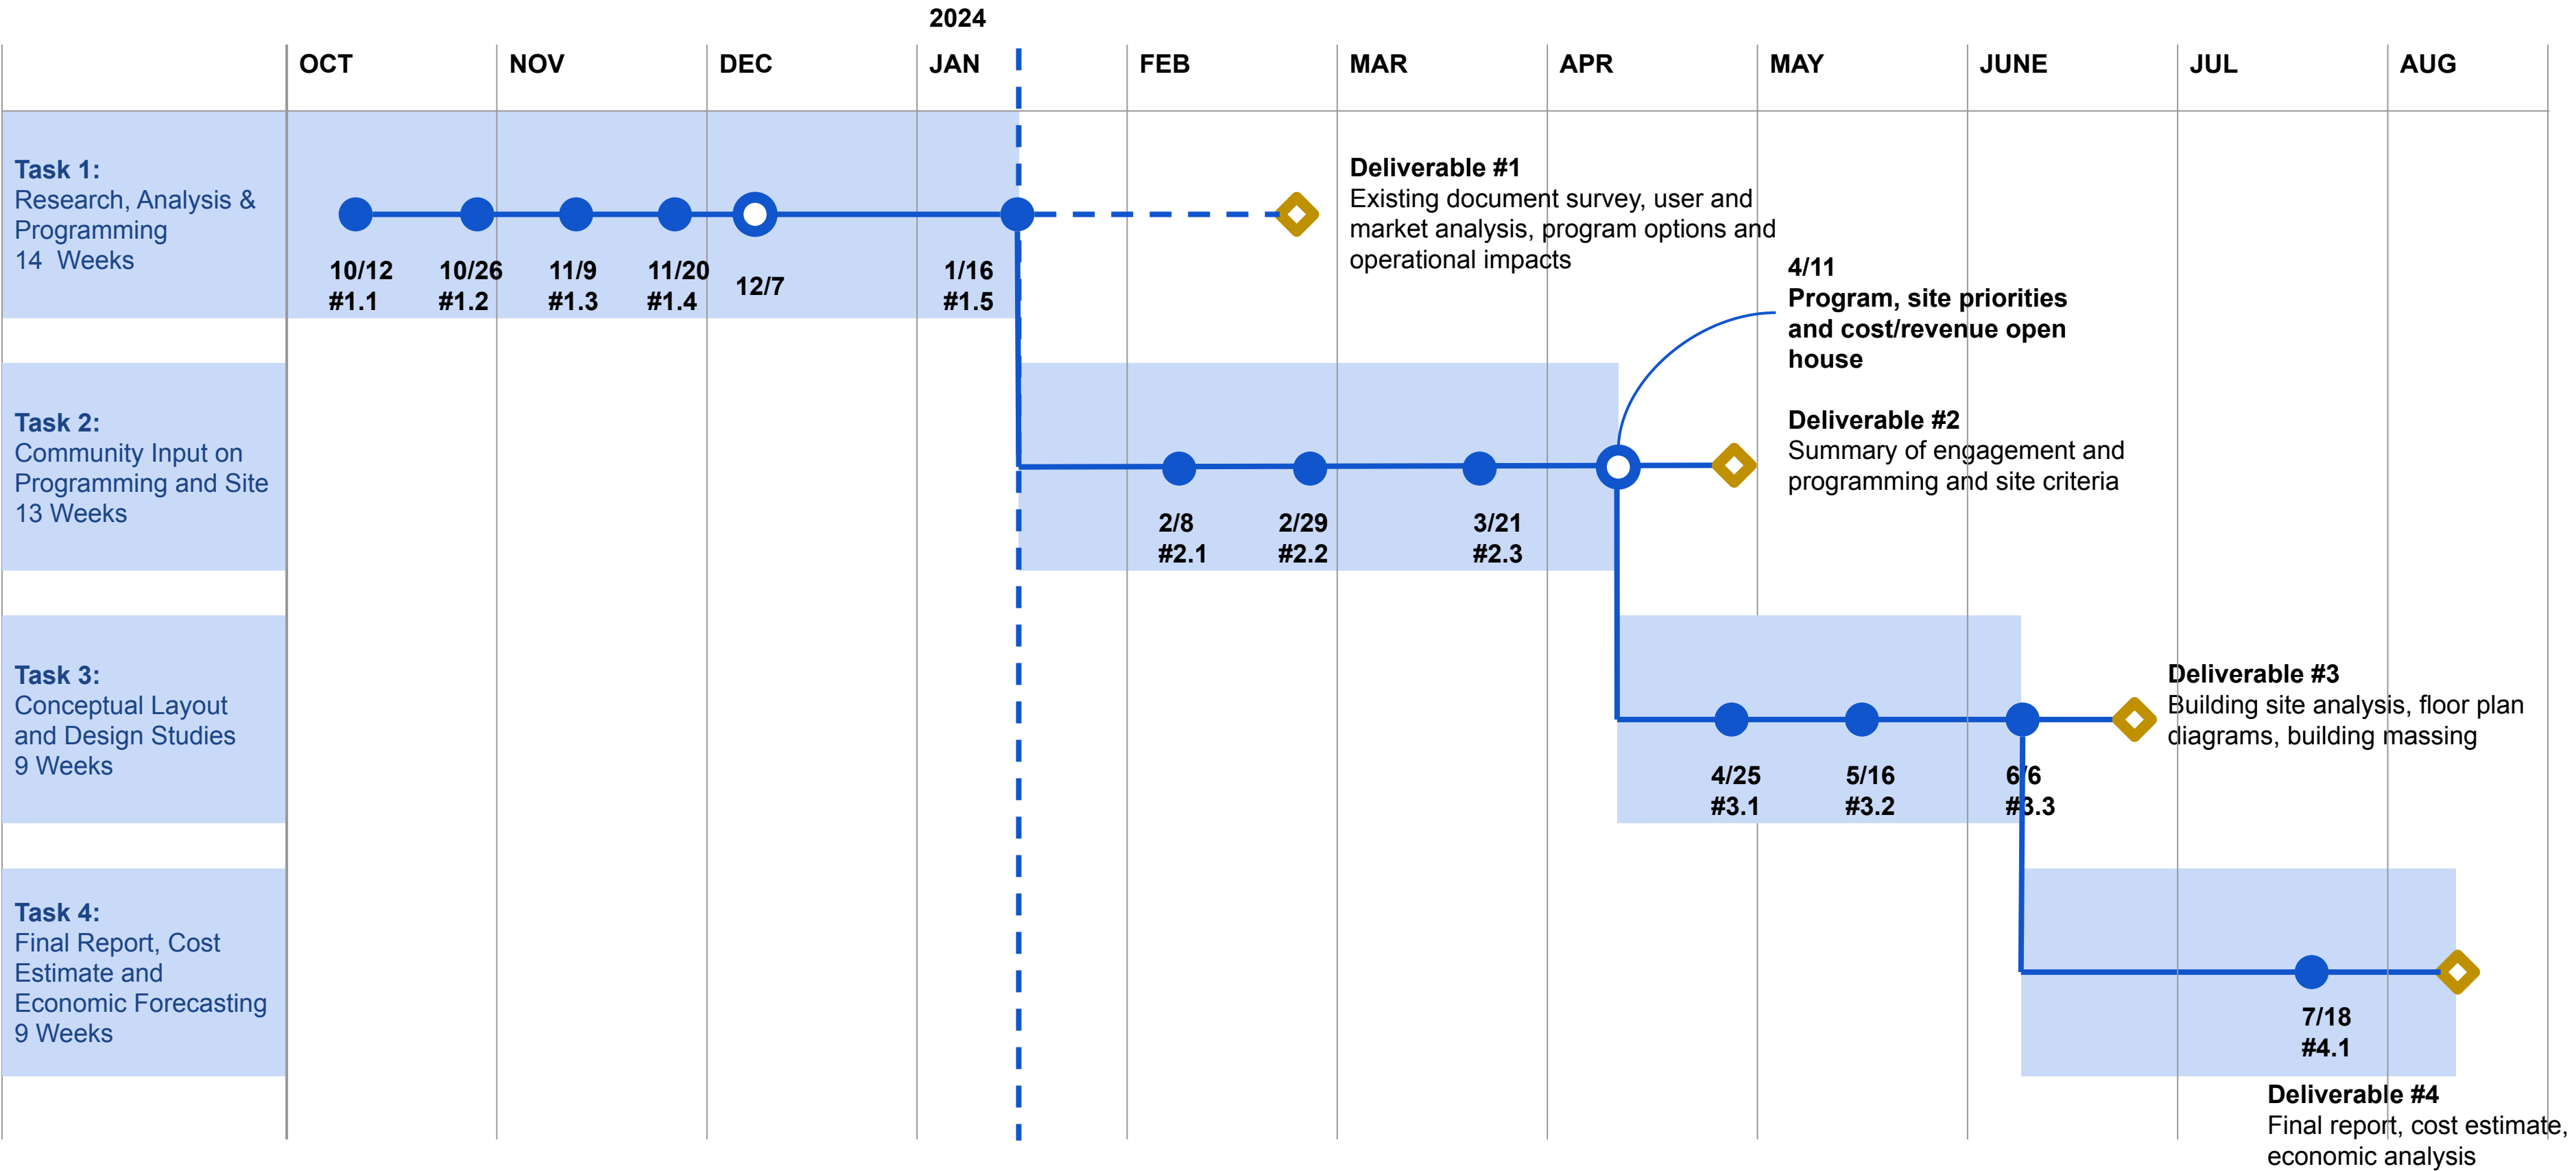 2024
OCT NOV DEC JAN FEB MAR APR MAY JUNE JUL AUG
Task 1:
Research, Analysis &
Programming
14  Weeks
10/12
#1.1
10/26
#1.2
11/9
#1.3
11/20
#1.4
12/7
1/16
#1.5
Deliverable #1
Existing document survey, user and
market analysis, program options and
operational impacts
4/11
Program, site priorities
and cost/revenue open
house
Task 2:
Community Input on
Programming and Site
13 Weeks
2/8
#2.1
2/29
#2.2
3/21
#2.3
Deliverable #2
Summary of engagement and
programming and site criteria
Task 3:
Conceptual Layout
and Design Studies
9 Weeks
4/25
#3.1
5/16
#3.2
6/6
#3.3
Deliverable #3
Building site analysis, floor plan
diagrams, building massing
Task 4:
Final Report, Cost
Estimate and
Economic Forecasting
9 Weeks
7/18
#4.1
Deliverable #4
Final report, cost estimate,
economic analysis